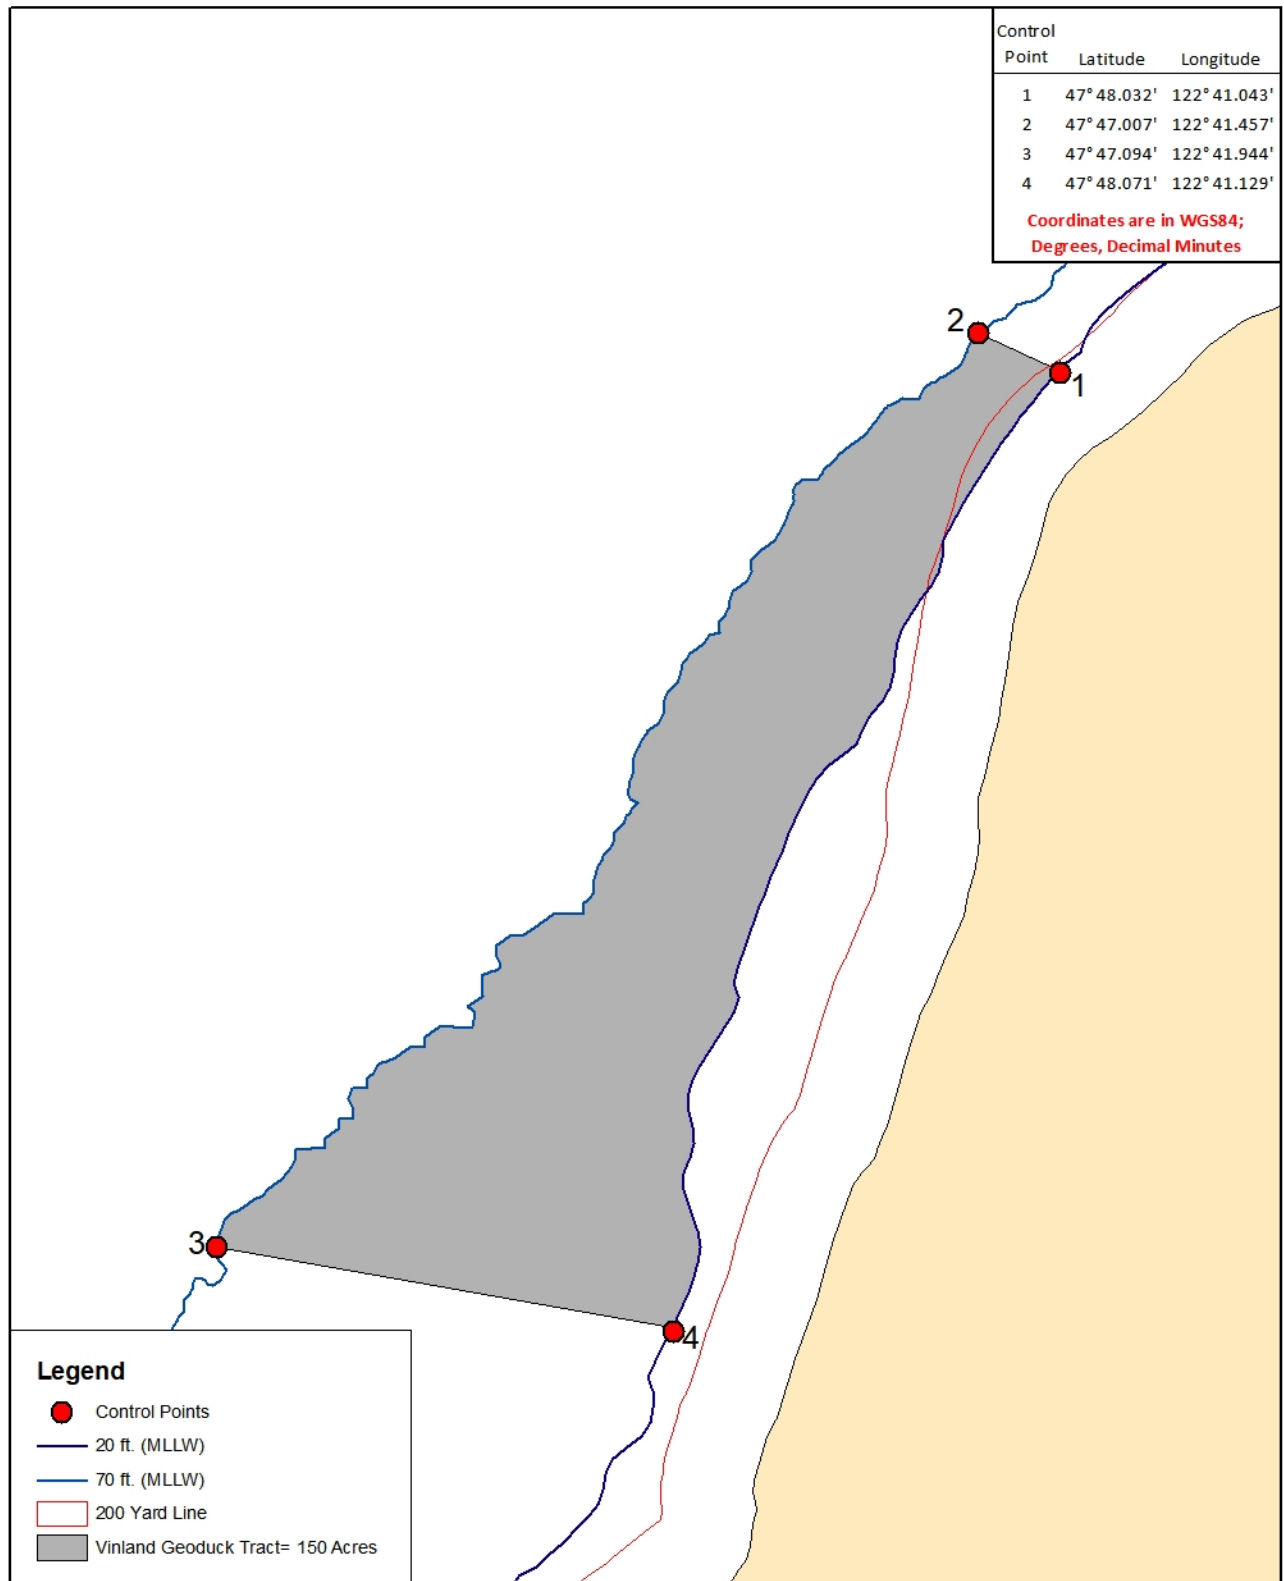 Control
Point Latitude Longitude
1 47° 48.032' 122° 41.043'
2 47° 47.007' 122° 41.457'
3 47° 47.094' 122° 41.944'
4 47° 48.071' 122° 41.129'
Coordinates are in WGS84;
Degrees, Decimal Minutes
2
1
3
4
Legend
Control Points
20 ft. (MLLW)
70 ft. (MLLW)
200 Yard Line
Vinland Geoduck Tract= 150 Acres